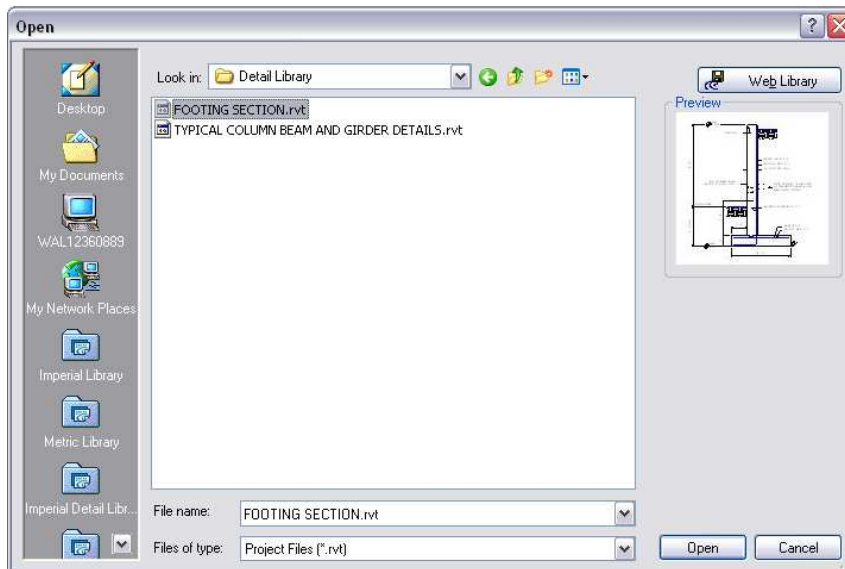 Open
Look in: Detail Library
Web Library
Desktop
My Documents
WAL12360889
My Network Places
Imperial Library
Metric Library
Imperial Detail Libr...
FOOTING SECTION.rvt
TYPICAL COLUMN BEAM AND GIRDER DETAILS.rvt
Preview
File name: FOOTING SECTION.rvt
Files of type: Project Files (*.rvt)
Open Cancel